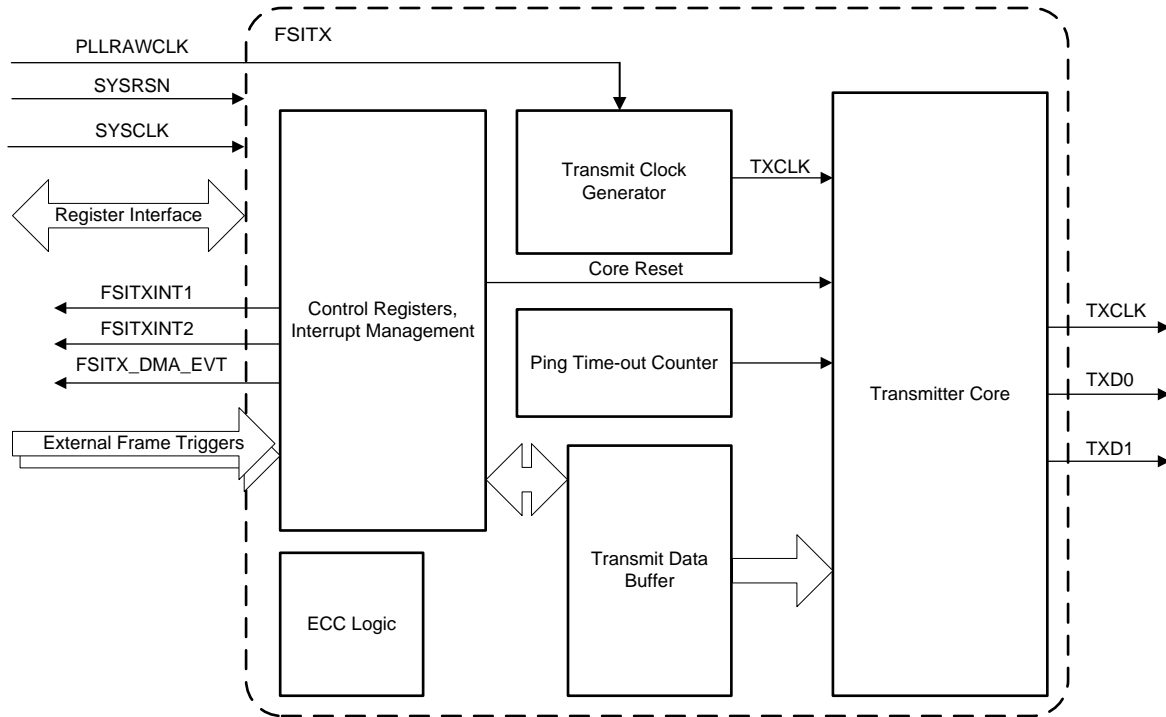 FSITX
PLLRAWCLK
SYSRSN
SYSCLK
Register Interface
FSITXINT1
FSITXINT2
FSITX_DMA_EVT
External Frame Triggers
Control Registers,
Interrupt Management
ECC Logic
Transmit Clock
Generator
TXCLK
Core Reset
Ping Time-out Counter
Transmit Data
Buffer
Transmitter Core
TXCLK
TXD0
TXD1